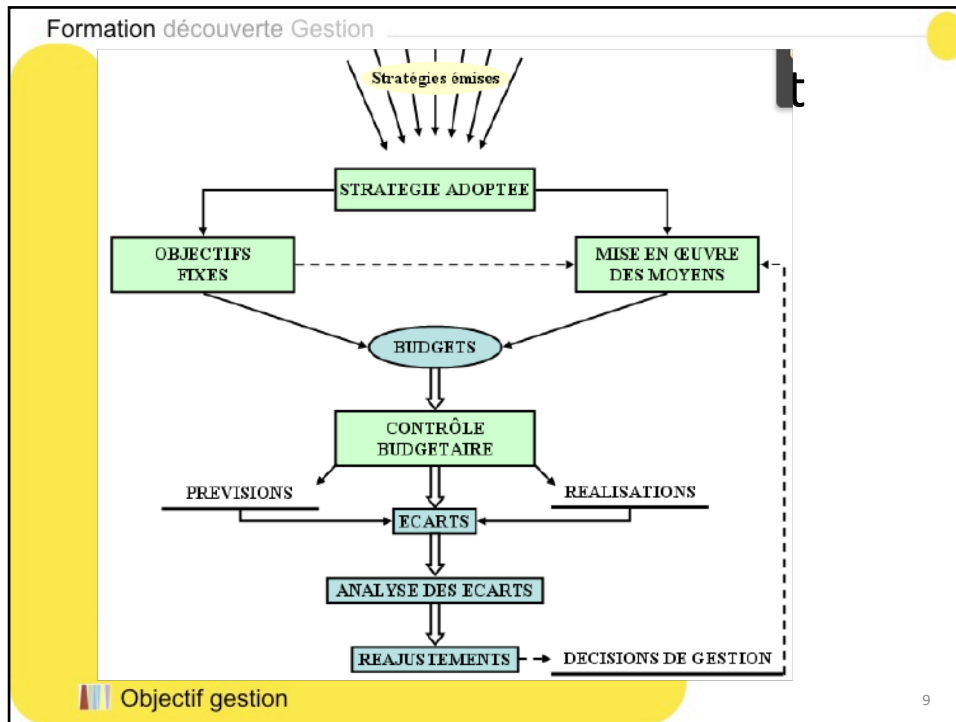 Formation découverte Gestion
t
Stratégies émises
STRATEGIE ADOPTEE
OBJECTIFS
FIXES
MISE EN ŒUVRE
DES MOYENS
BUDGETS
CONTRÔLE
BUDGETAIRE
PREVISIONS
REALISATIONS
ECARTS
ANALYSE DES ECARTS
REAJUSTEMENTS
DECISIONS DE GESTION
Objectif gestion
9